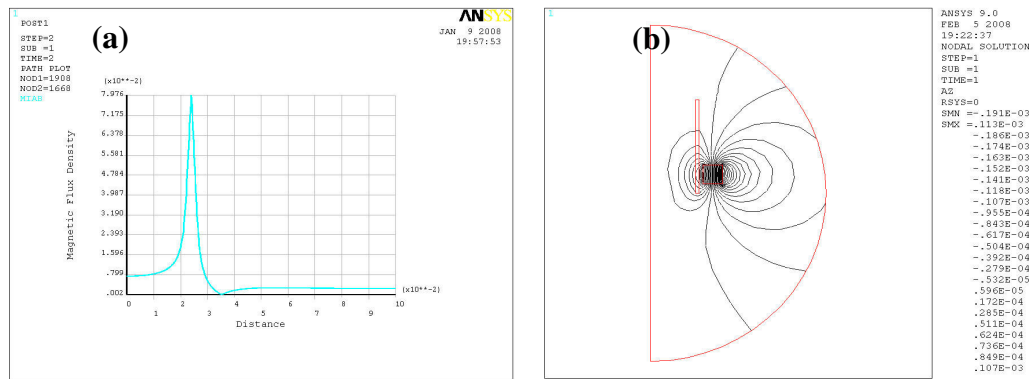 1
POST1
STEP=2
SUB =1
TIME=2
PATH PLOT
NOD1=1908
NOD2=1668
MIAB
(a)
ANSYS
JAN 9 2008
19:57:53
(x10**-2)
7.976
7.175
6.378
5.581
4.784
3.987
3.190
2.393
1.596
.799
.002
Magnetic Flux Density
0 1 2 3 4 5 6 7 8 9 10
(x10**-2)
Distance
1
(b)
ANSYS 9.0
FEB 5 2008
19:22:37
NODAL SOLUTION
STEP=1
SUB =1
TIME=1
AZ
RSYS=0
SMN =-.191E-03
SMX =.113E-03
-.186E-03
-.174E-03
-.163E-03
-.152E-03
-.141E-03
-.118E-03
-.107E-03
-.955E-04
-.843E-04
-.617E-04
-.504E-04
-.392E-04
-.279E-04
-.532E-05
.596E-05
.172E-04
.285E-04
.511E-04
.624E-04
.736E-04
.849E-04
.107E-03